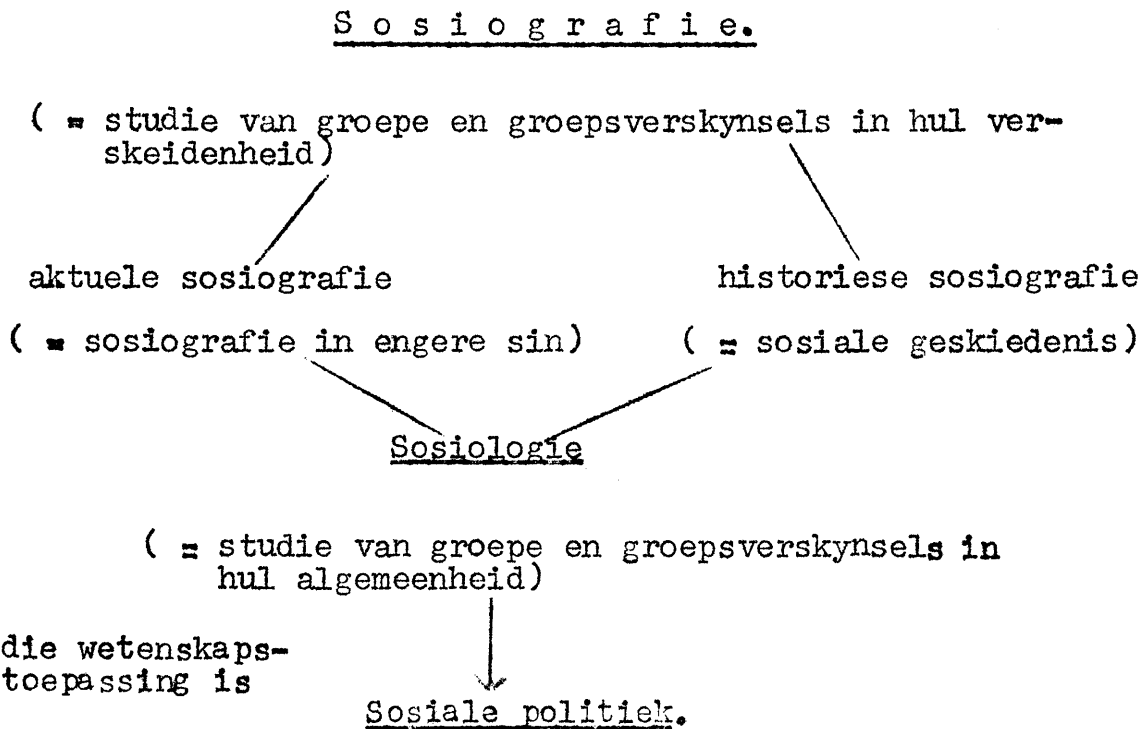 S o s i o g r a f i e.
( = studie van groepe en groepsverskynsels in hul ver-
skeidenheid)
aktuele sosiografie
historiese sosiografie
( = sosiografie in engere sin)
( = sosiale geskiedenis)
Sosiologie
( = studie van groepe en groepsverskynsels in
hul algemeenheid)
die wetenskaps-
toepassing is
Sosiale politiek.